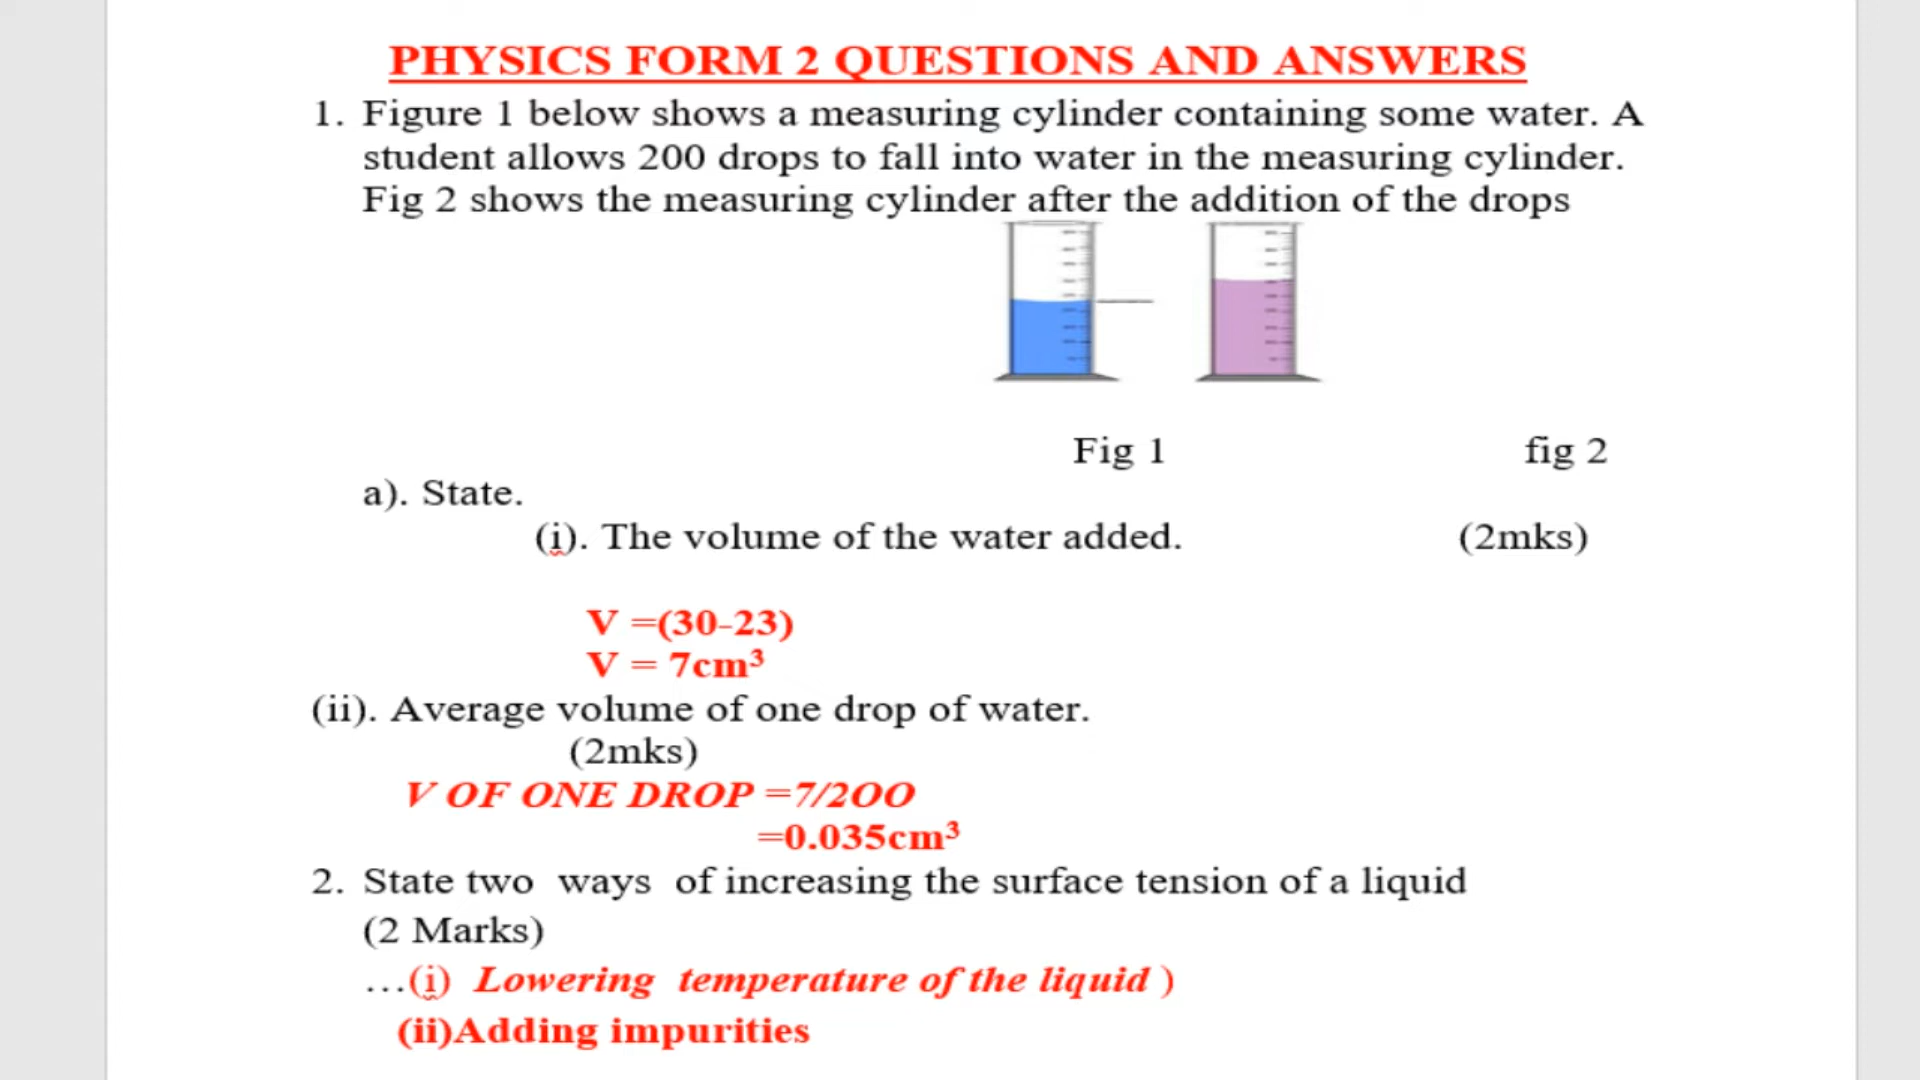 PHYSICS FORM 2 QUESTIONS AND ANSWERS
1. Figure 1 below shows a measuring cylinder containing some water. A
student allows 200 drops to fall into water in the measuring cylinder.
Fig 2 shows the measuring cylinder after the addition of the drops
Fig 1 fig 2
a). State.
(i). The volume of the water added. (2mks)
V =(30-23)
V = 7cm³
(ii). Average volume of one drop of water.
(2mks)
V OF ONE DROP =7/2OO
=0.035cm³
2. State two ways of increasing the surface tension of a liquid
(2 Marks)
...(i) Lowering temperature of the liquid )
(ii)Adding impurities